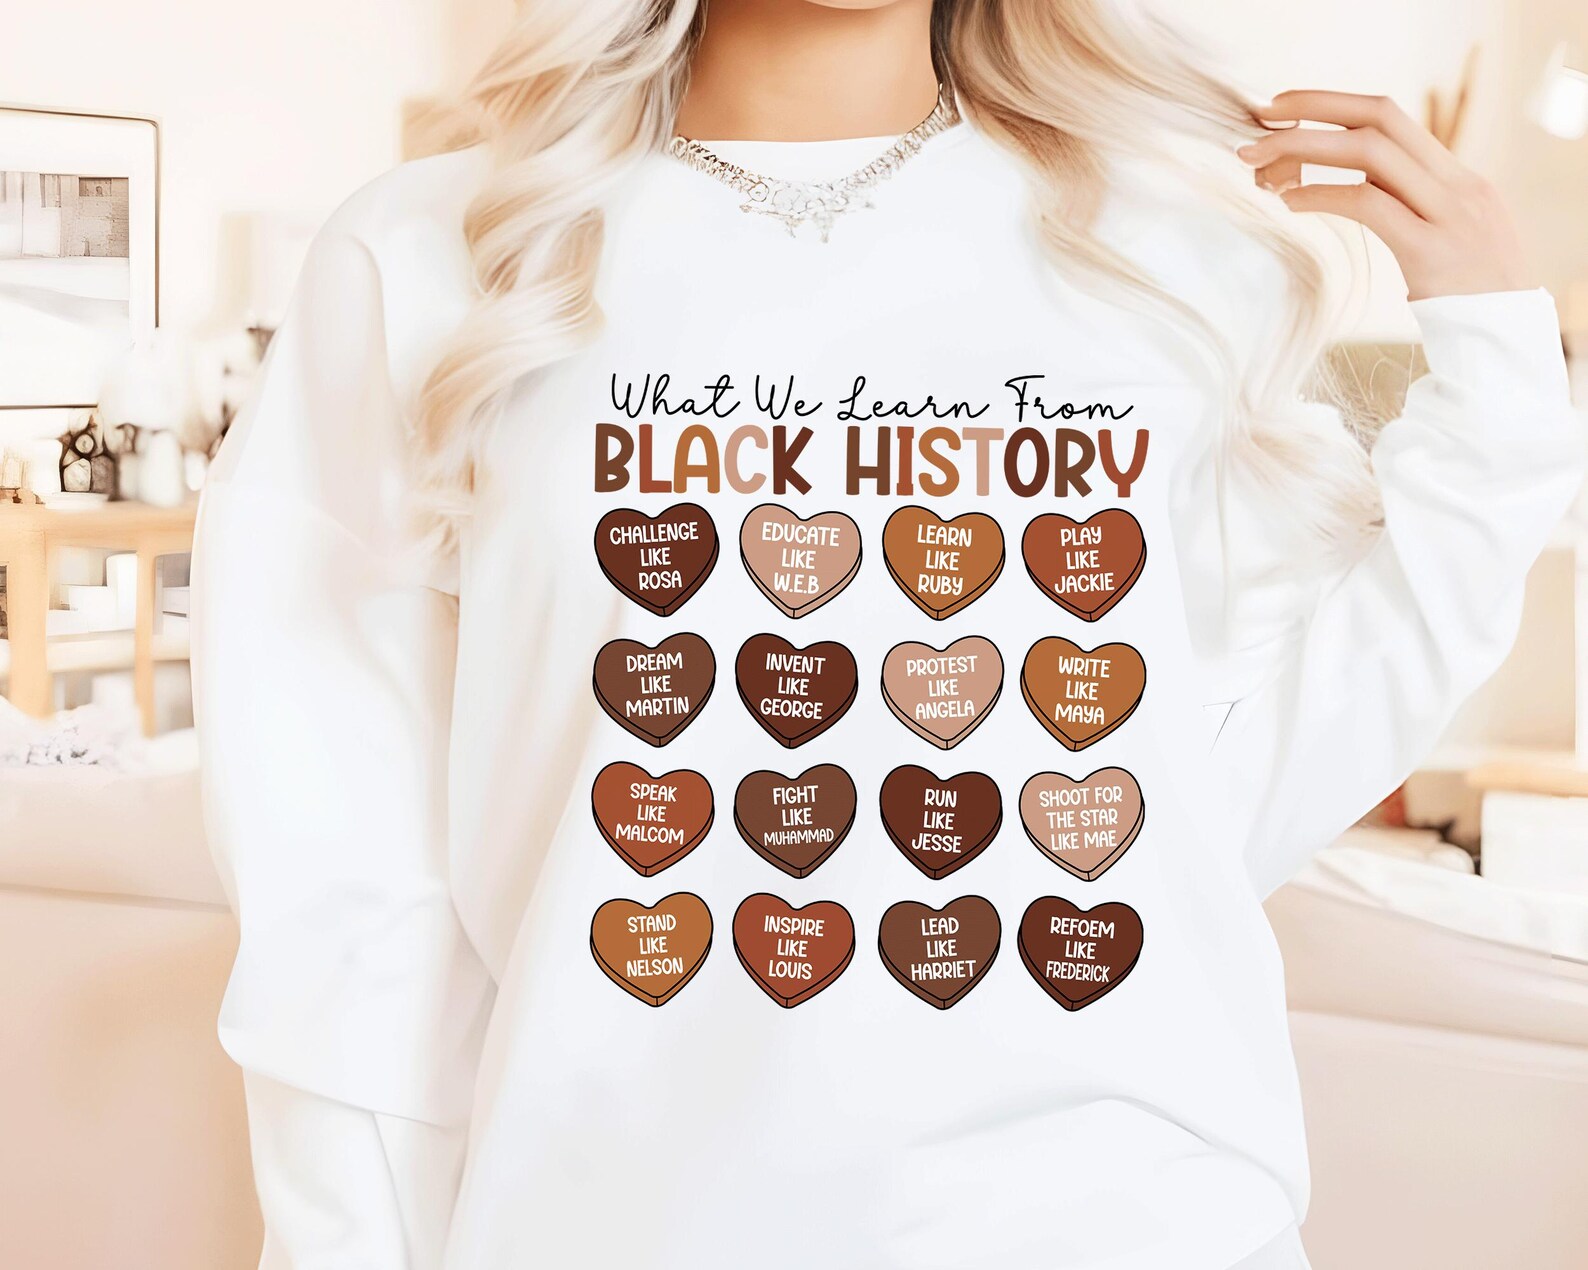 What We Learn From
BLACK HISTORY
CHALLENGE
LIKE
ROSA
EDUCATE
LIKE
W.E.B
LEARN
LIKE
RUBY
PLAY
LIKE
JACKIE
DREAM
LIKE
MARTIN
INVENT
LIKE
GEORGE
PROTEST
LIKE
ANGELA
WRITE
LIKE
MAYA
SPEAK
LIKE
MALCOM
FIGHT
LIKE
MUHAMMAD
RUN
LIKE
JESSE
SHOOT FOR
THE STAR
LIKE MAE
STAND
LIKE
NELSON
INSPIRE
LIKE
LOUIS
LEAD
LIKE
HARRIET
REFOEM
LIKE
FREDERICK